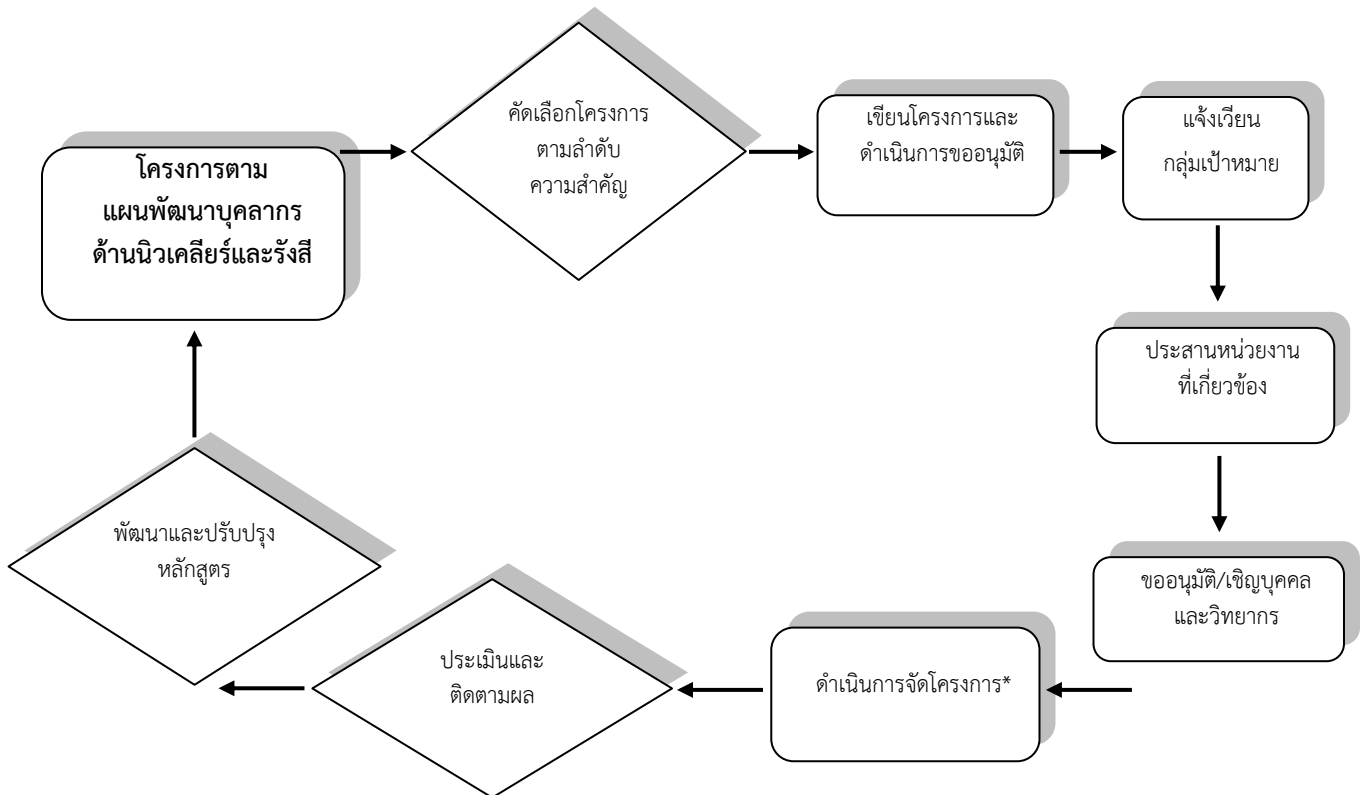 โครงการตาม
แผนพัฒนาบุคลากร
ด้านนิวเคลียร์และรังสี
คัดเลือกโครงการ
ตามลำดับ
ความสำคัญ
เขียนโครงการและ
ดำเนินการขออนุมัติ
แจ้งเวียน
กลุ่มเป้าหมาย
ประสานหน่วยงาน
ที่เกี่ยวข้อง
ขออนุมัติ/เชิญบุคคล
และวิทยากร
ดำเนินการจัดโครงการ*
ประเมินและ
ติดตามผล
พัฒนาและปรับปรุง
หลักสูตร